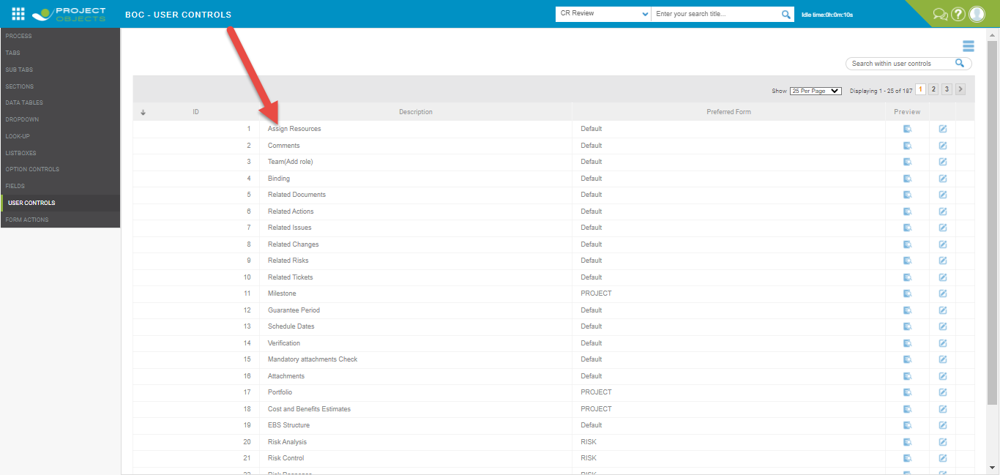 PROJECT OBJECTS BOC - USER CONTROLS CR Review Enter your search title... Idle time:0h:0m:10s
PROCESS
TABS
SUB TABS
SECTIONS
DATA TABLES
DROPDOWN
LOOK-UP
LISTBOXES
OPTION CONTROLS
FIELDS
USER CONTROLS
FORM ACTIONS
Search within user controls
Show 25 Per Page Displaying 1 - 25 of 187 1 2 3
ID Description Preferred Form Preview
1 Assign Resources Default
2 Comments Default
3 Team(Add role) Default
4 Binding Default
5 Related Documents Default
6 Related Actions Default
7 Related Issues Default
8 Related Changes Default
9 Related Risks Default
10 Related Tickets Default
11 Milestone PROJECT
12 Guarantee Period Default
13 Schedule Dates Default
14 Verification Default
15 Mandatory attachments Check Default
16 Attachments Default
17 Portfolio PROJECT
18 Cost and Benefits Estimates PROJECT
19 EBS Structure Default
20 Risk Analysis RISK
21 Risk Control RISK